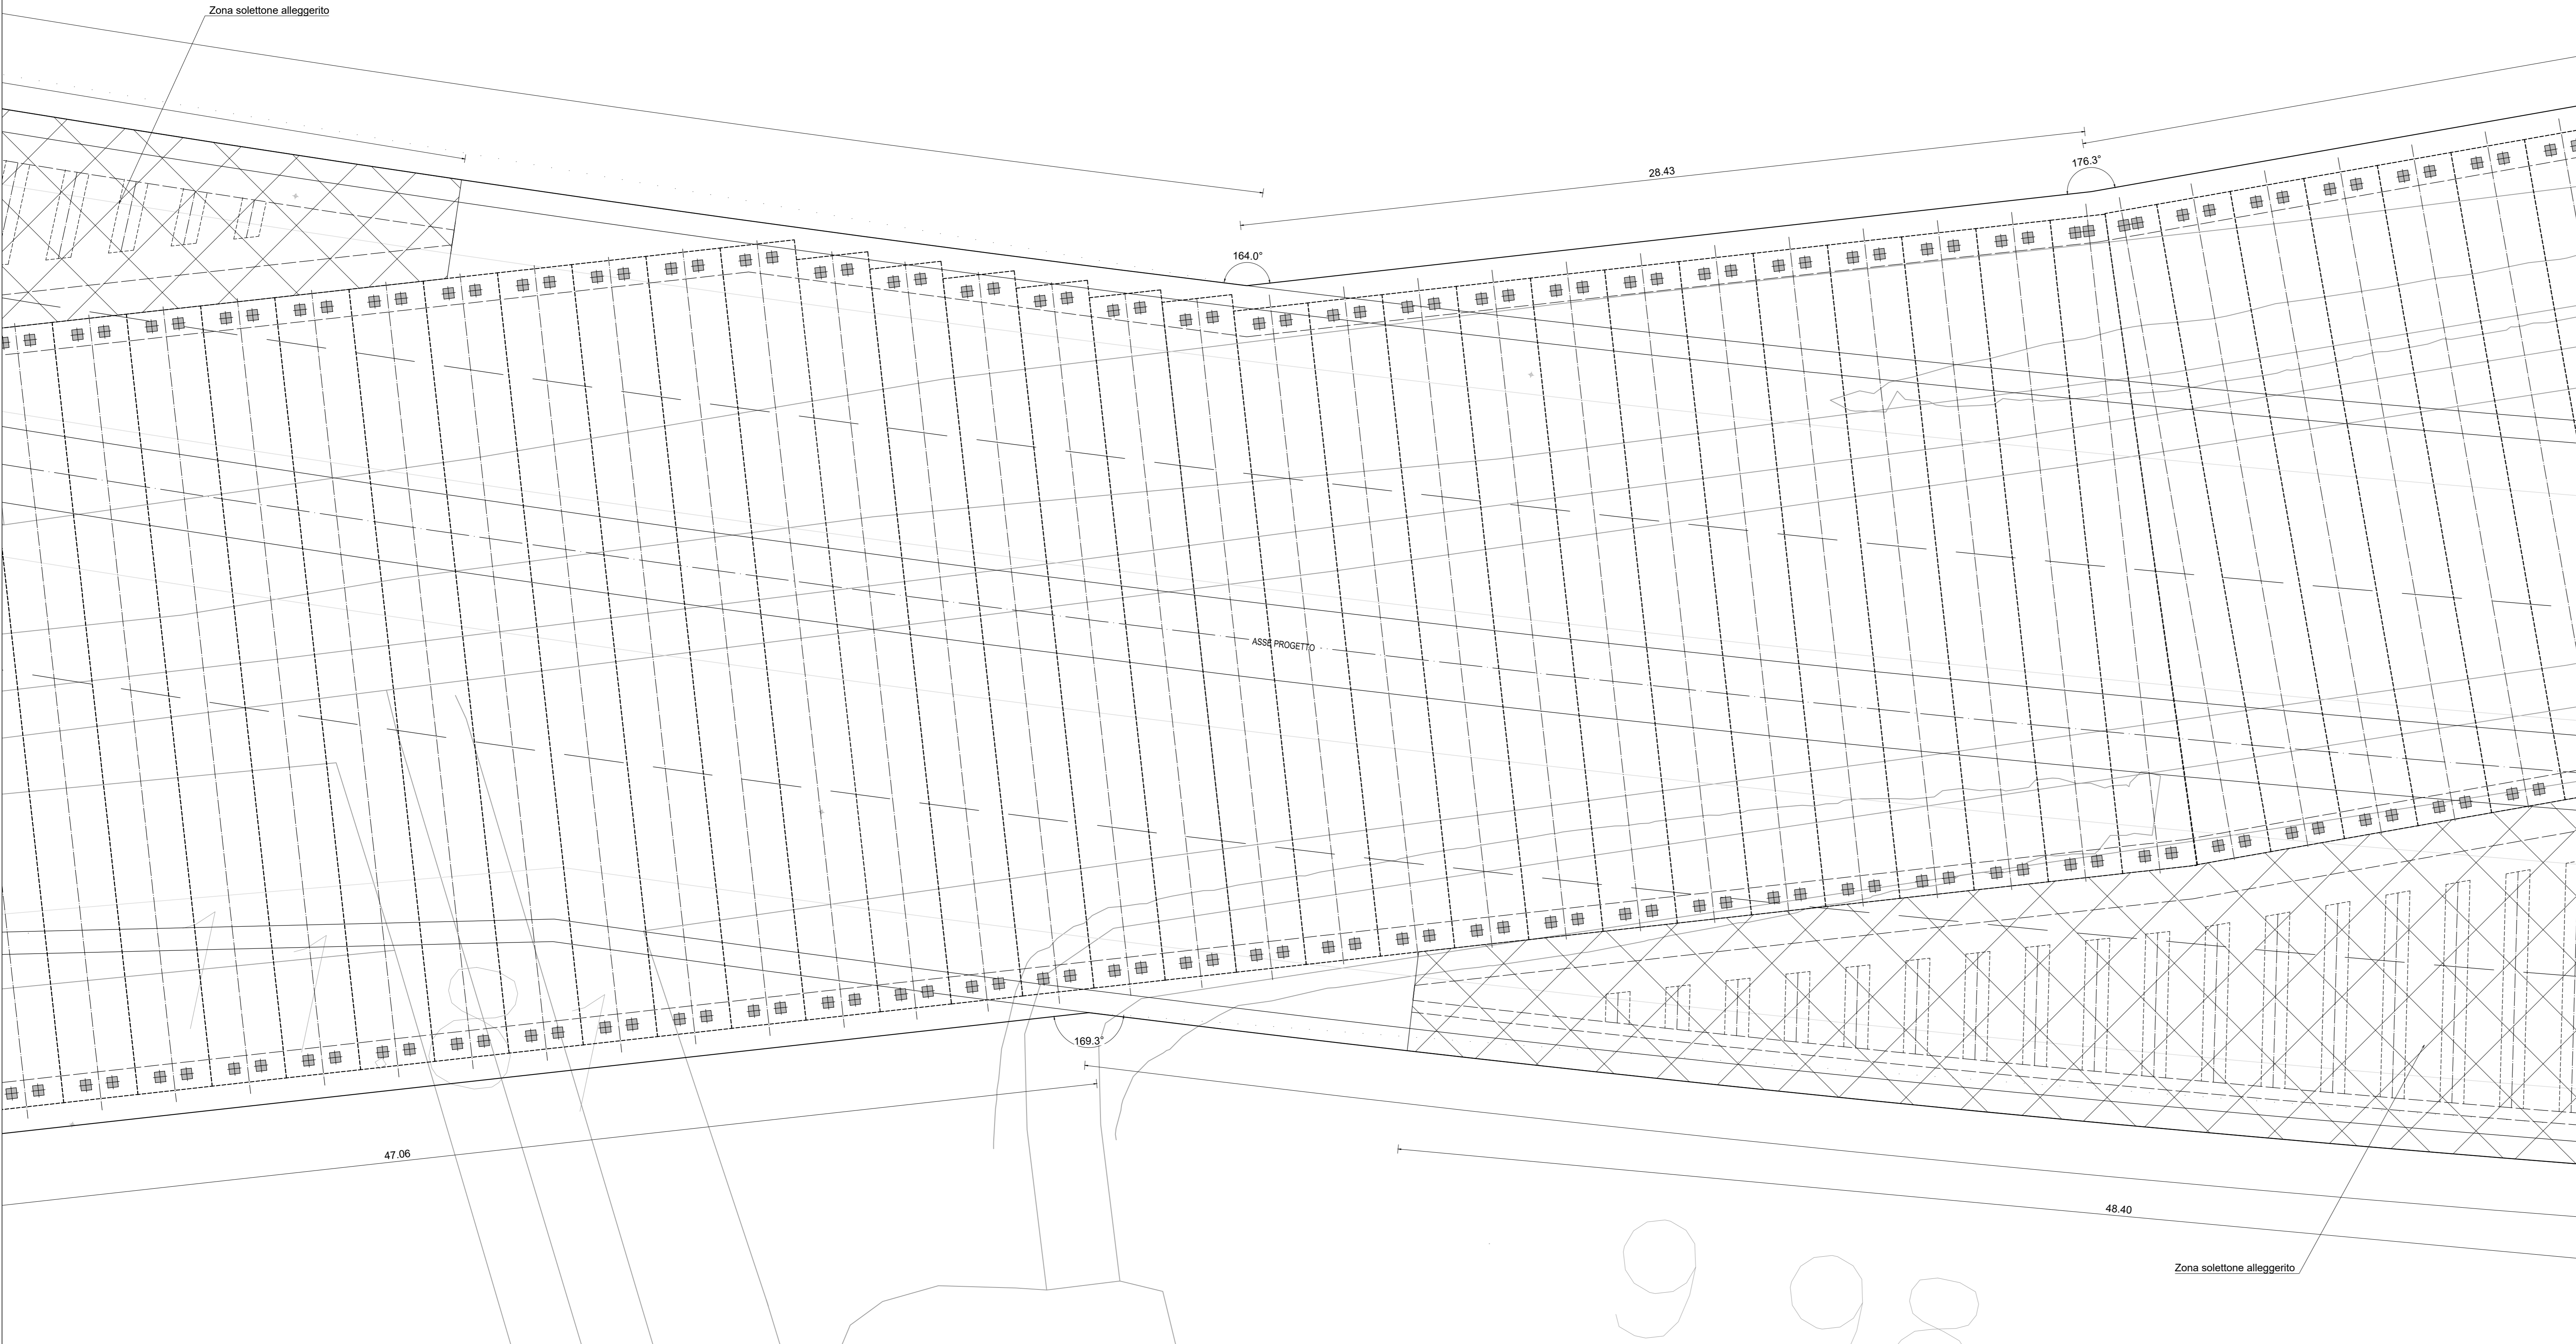 Zona solettone alleggerito
28.43
176.3°
164.0°
ASSE PROGETTO
169.3°
47.06
48.40
Zona solettone alleggerito
998